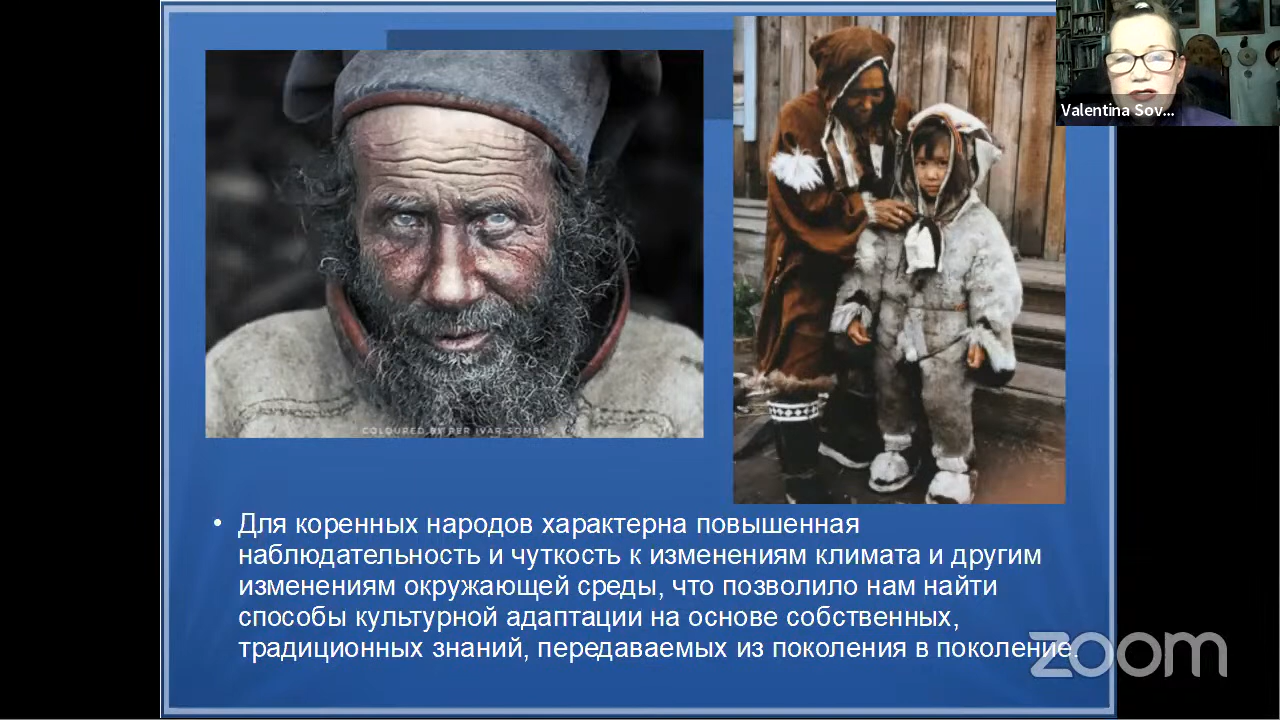 Valentina Sov...
COLOURED BY PER IVAR SOMBY
• Для коренных народов характерна повышенная
наблюдательность и чуткость к изменениям климата и другим
изменениям окружающей среды, что позволило нам найти
способы культурной адаптации на основе собственных,
традиционных знаний, передаваемых из поколения в поколение.
zoom